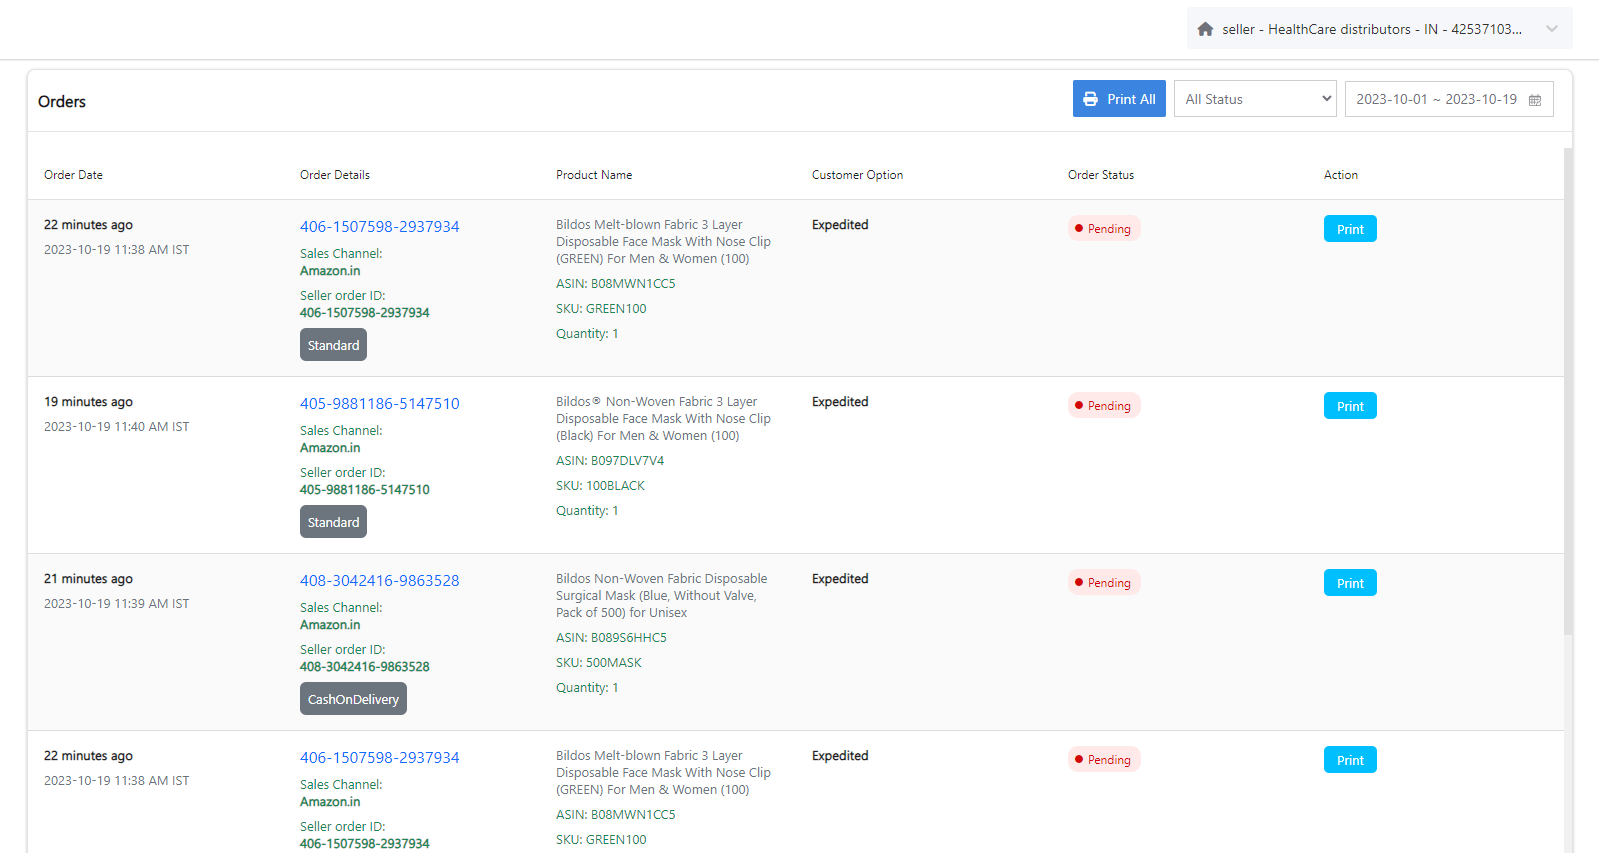 seller - HealthCare distributors - IN - 42537103...
Orders
Print All
All Status
2023-10-01 ~ 2023-10-19
Order Date
Order Details
Product Name
Customer Option
Order Status
Action
22 minutes ago
2023-10-19 11:38 AM IST
406-1507598-2937934
Sales Channel:
Amazon.in
Seller order ID:
406-1507598-2937934
Standard
Bildos Melt-blown Fabric 3 Layer
Disposable Face Mask With Nose Clip
(GREEN) For Men & Women (100)
ASIN: B08MWN1CC5
SKU: GREEN100
Quantity: 1
Expedited
Pending
Print
19 minutes ago
2023-10-19 11:40 AM IST
405-9881186-5147510
Sales Channel:
Amazon.in
Seller order ID:
405-9881186-5147510
Standard
Bildos® Non-Woven Fabric 3 Layer
Disposable Face Mask With Nose Clip
(Black) For Men & Women (100)
ASIN: B097DLV7V4
SKU: 100BLACK
Quantity: 1
Expedited
Pending
Print
21 minutes ago
2023-10-19 11:39 AM IST
408-3042416-9863528
Sales Channel:
Amazon.in
Seller order ID:
408-3042416-9863528
CashOnDelivery
Bildos Non-Woven Fabric Disposable
Surgical Mask (Blue, Without Valve,
Pack of 500) for Unisex
ASIN: B089S6HHC5
SKU: 500MASK
Quantity: 1
Expedited
Pending
Print
22 minutes ago
2023-10-19 11:38 AM IST
406-1507598-2937934
Sales Channel:
Amazon.in
Seller order ID:
406-1507598-2937934
Bildos Melt-blown Fabric 3 Layer
Disposable Face Mask With Nose Clip
(GREEN) For Men & Women (100)
ASIN: B08MWN1CC5
SKU: GREEN100
Expedited
Pending
Print